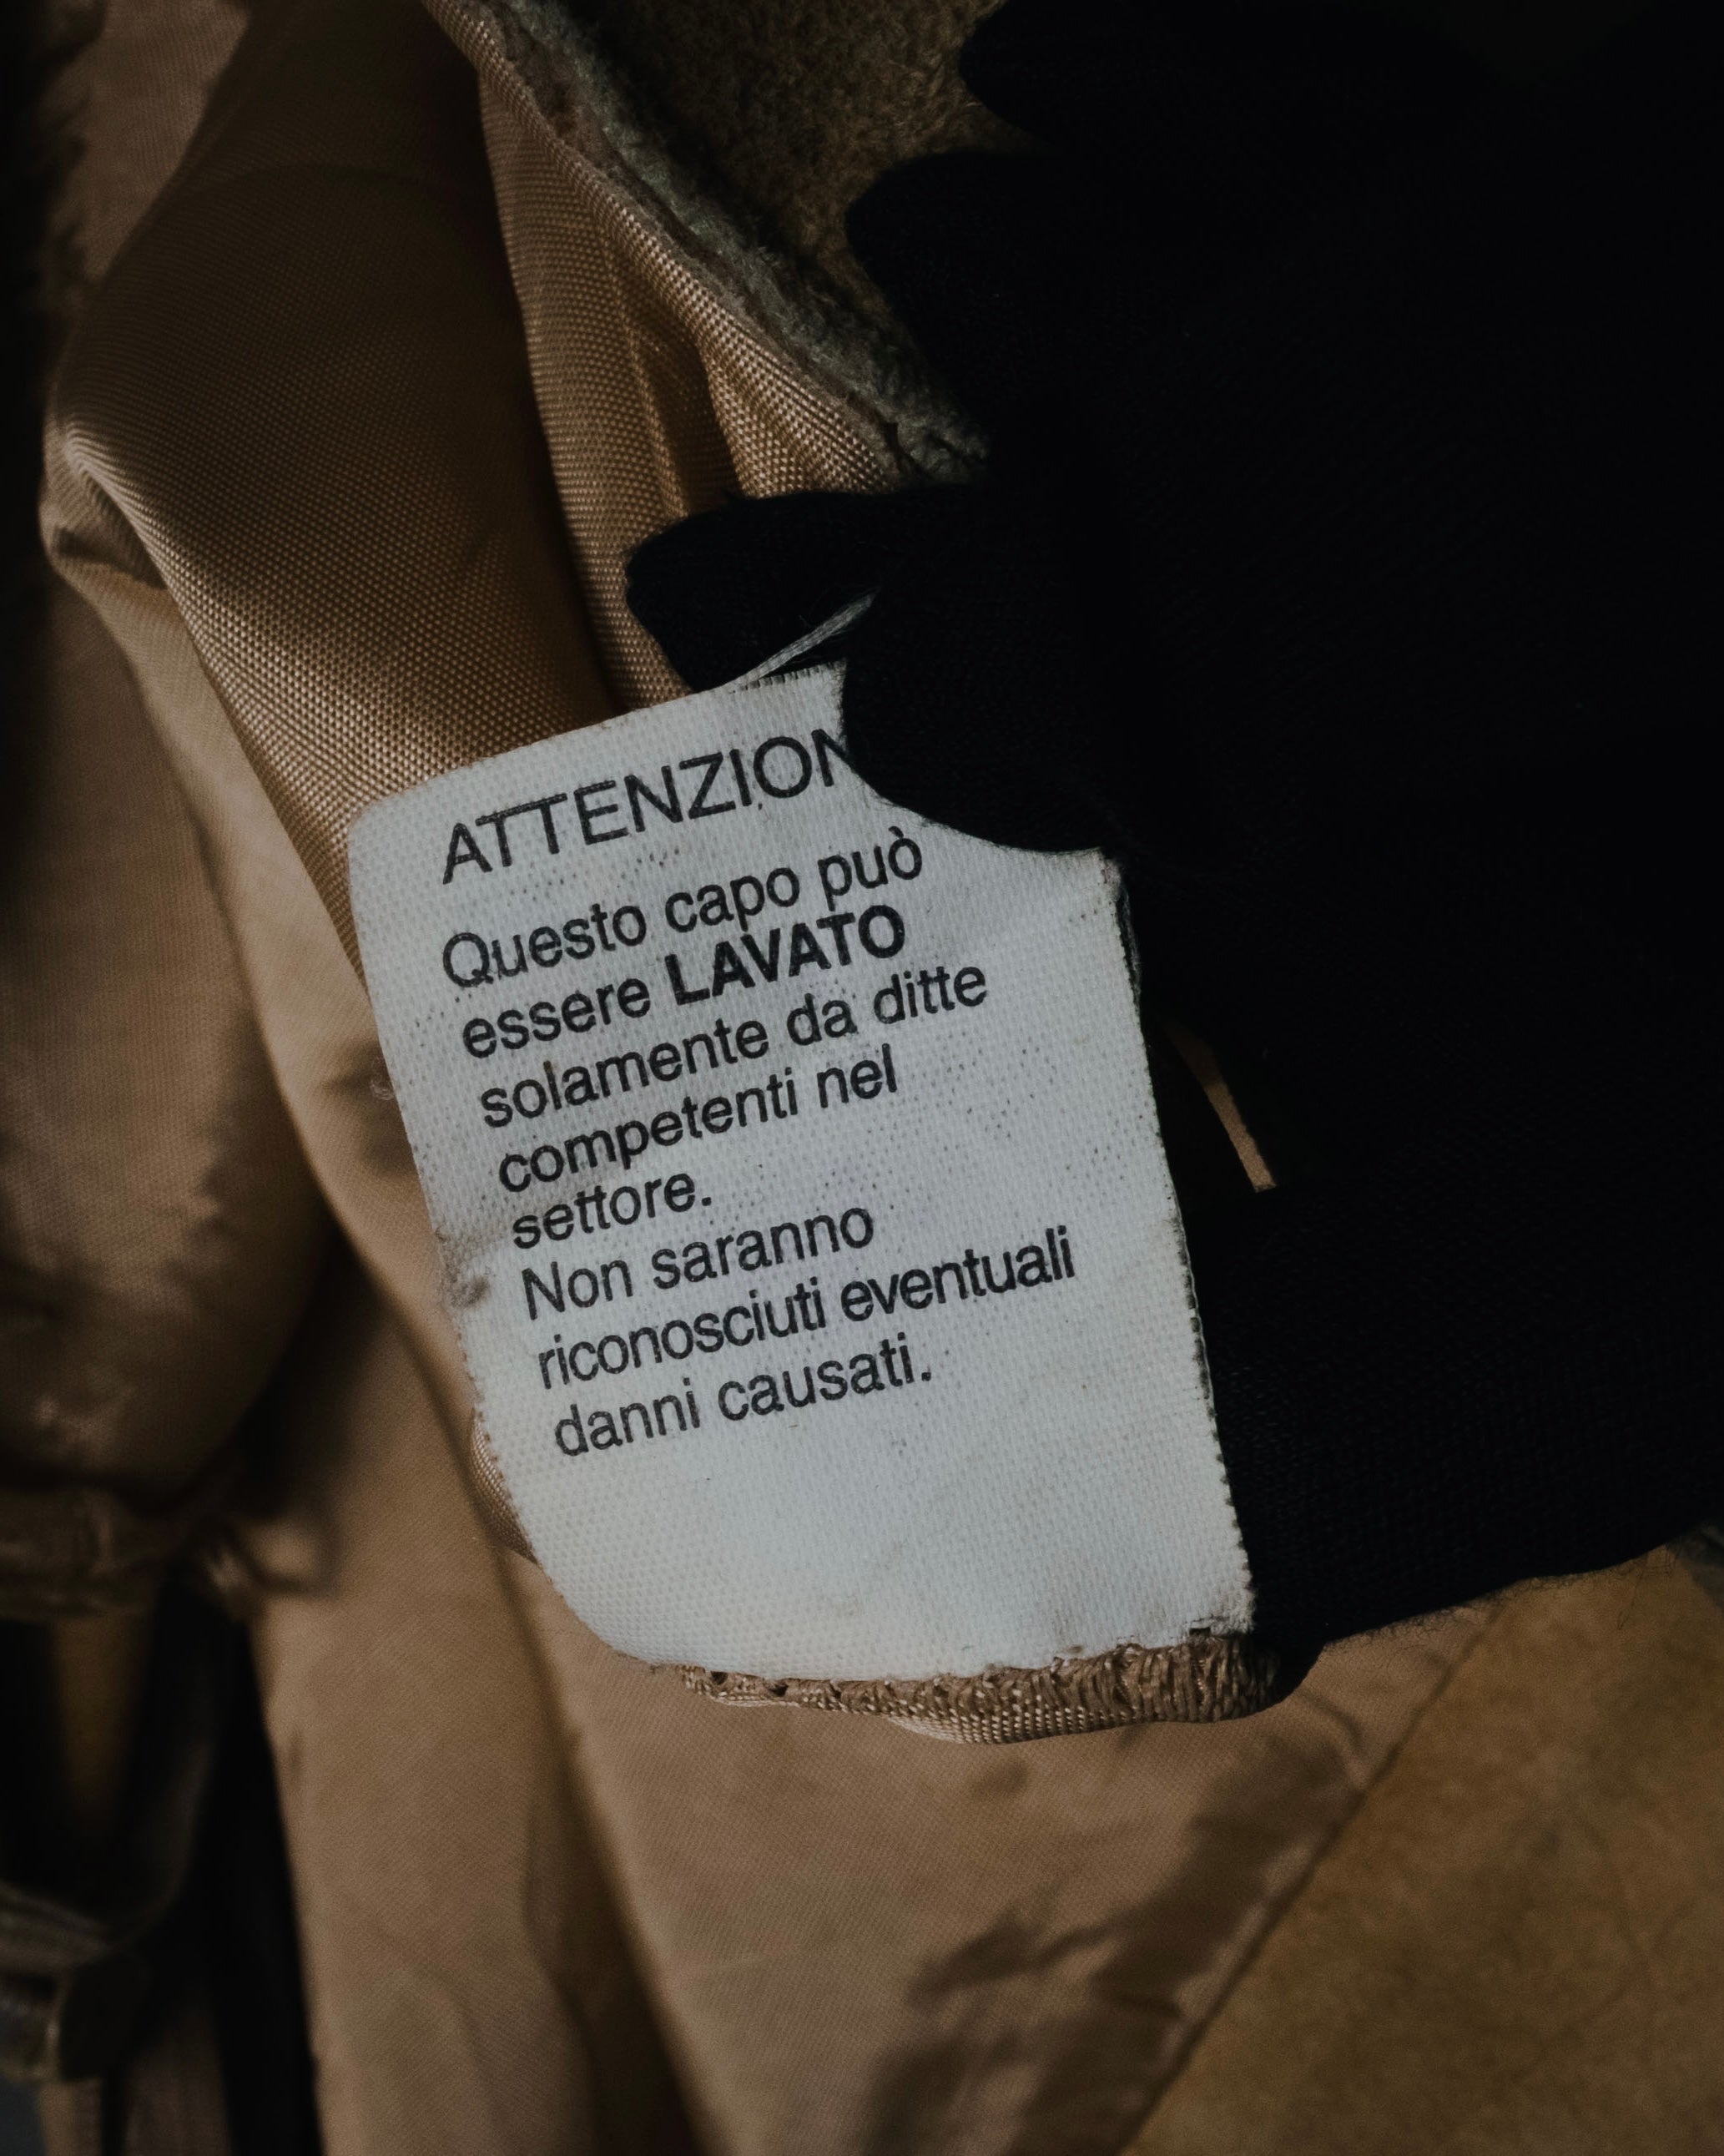 ATTENZION
Questo capo può
essere LAVATO
solamente da ditte
competenti nel
settore.
Non saranno
riconosciuti eventuali
danni causati.